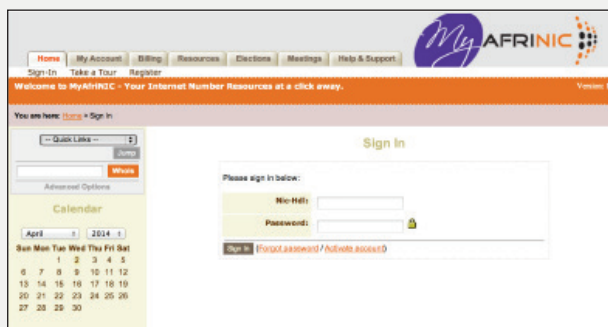 My AFRINIC
Home My Account Billing Resources Elections Meetings Help & Support
Sign-In Take a Tour Register
Welcome to MyAfriNIC - Your Internet Number Resources at a click away.
Version:
You are here: Home > Sign In
-- Quick Links --
Jump
Whois
Advanced Options
Calendar
April 2014
Sun Mon Tue Wed Thu Fri Sat
1 2 3 4 5
6 7 8 9 10 11 12
13 14 15 16 17 18 19
20 21 22 23 24 25 26
27 28 29 30
Sign In
Please sign in below:
Nic-Hdl:
Password:
Sign In (Forgot password / Activate account)